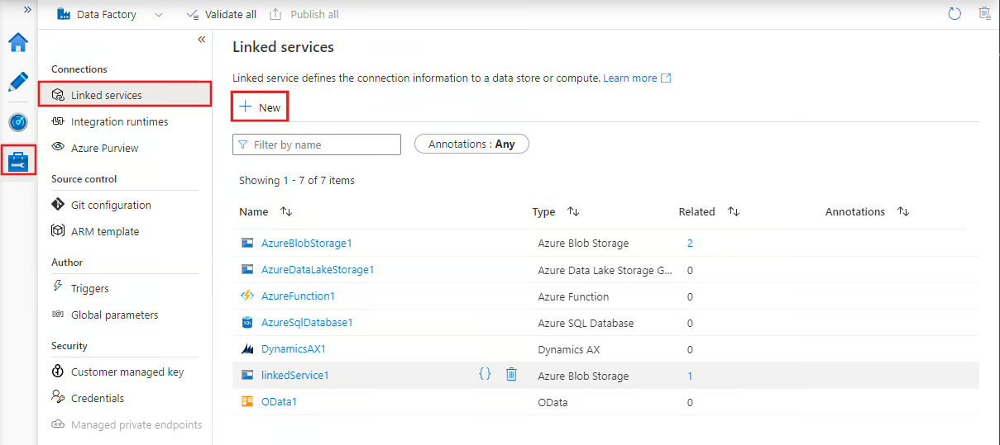 »
Data Factory
Validate all
Publish all
«
Connections
Linked services
Integration runtimes
Azure Purview
Source control
Git configuration
ARM template
Author
Triggers
Global parameters
Security
Customer managed key
Credentials
Managed private endpoints
Linked services
Linked service defines the connection information to a data store or compute. Learn more
+ New
Filter by name
Annotations : Any
Showing 1 - 7 of 7 items
Name Type Related Annotations
AzureBlobStorage1 Azure Blob Storage 2
AzureDataLakeStorage1 Azure Data Lake Storage G... 0
AzureFunction1 Azure Function 0
SQL AzureSqlDatabase1 Azure SQL Database 0
DynamicsAX1 Dynamics AX 0
linkedService1 {} Azure Blob Storage 1
OData1 OData 0